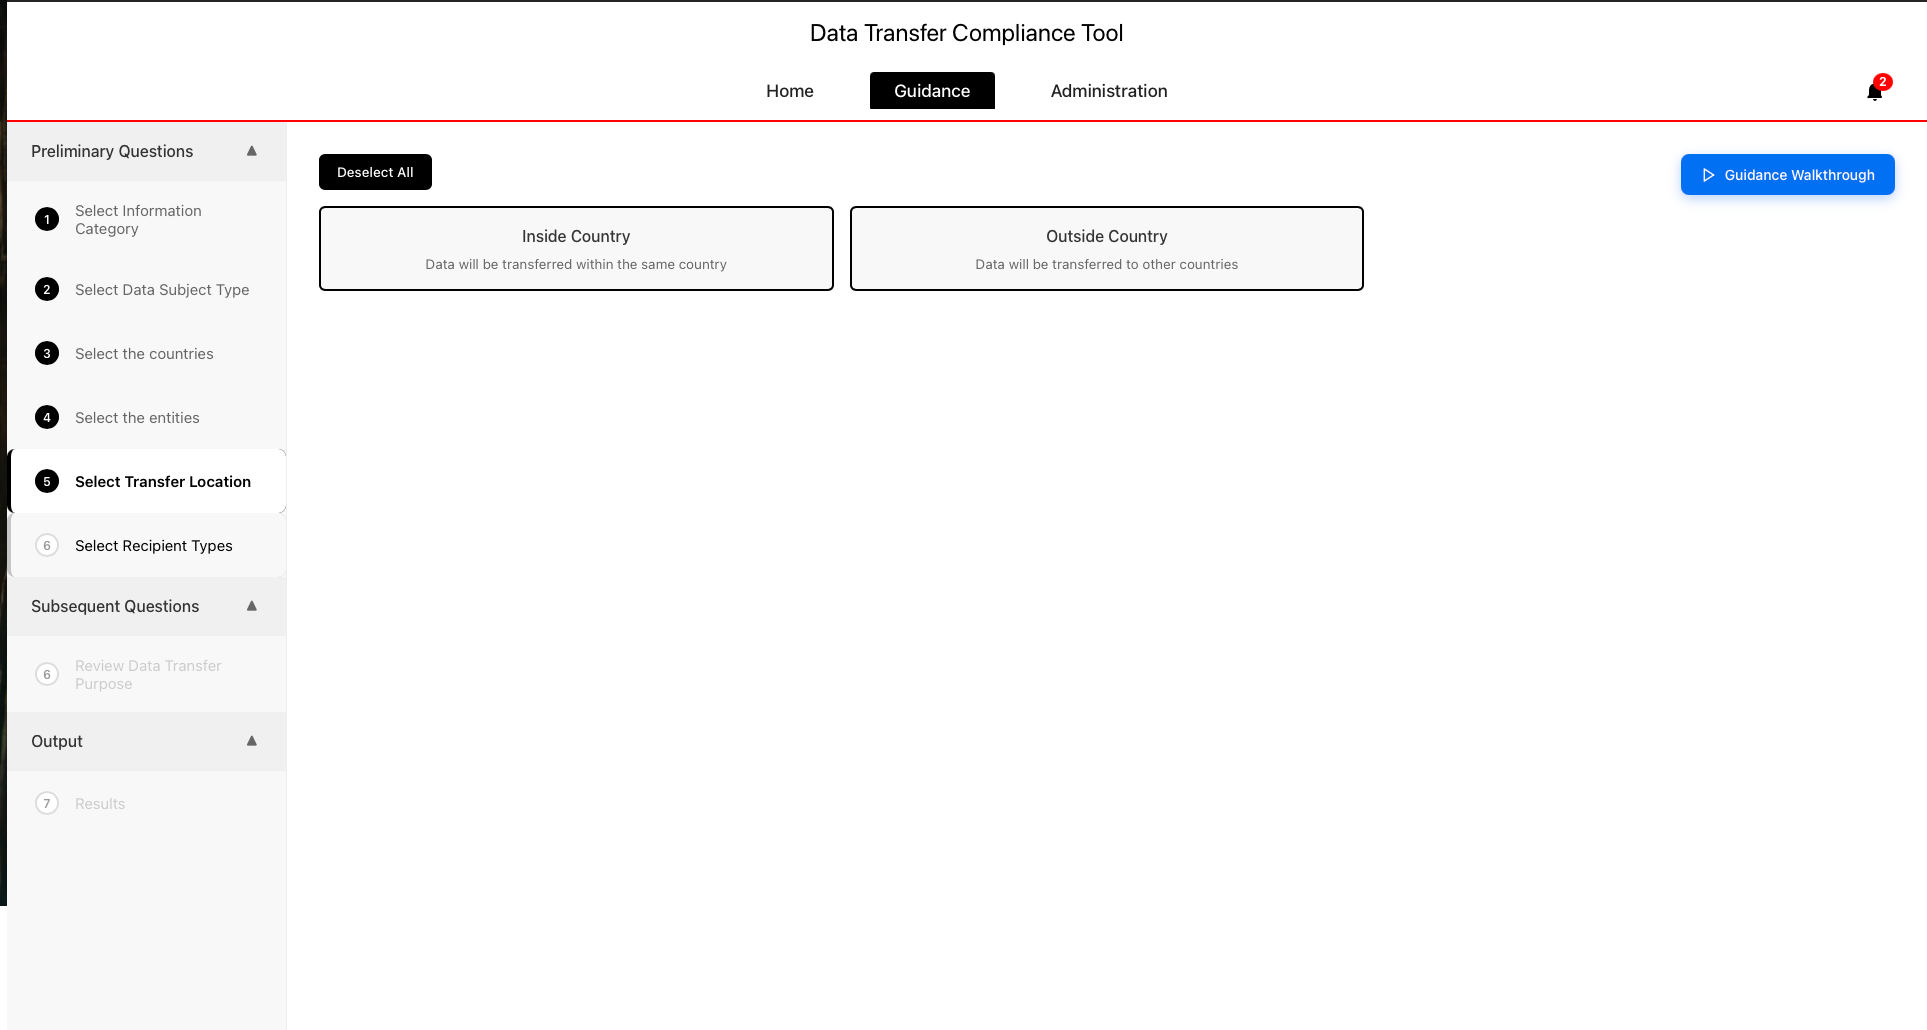 Data Transfer Compliance Tool
Home
Guidance
Administration
2
Preliminary Questions
1
Select Information
Category
2
Select Data Subject Type
3
Select the countries
4
Select the entities
5
Select Transfer Location
6
Select Recipient Types
Subsequent Questions
6
Review Data Transfer
Purpose
Output
7
Results
Deselect All
Guidance Walkthrough
Inside Country
Data will be transferred within the same country
Outside Country
Data will be transferred to other countries